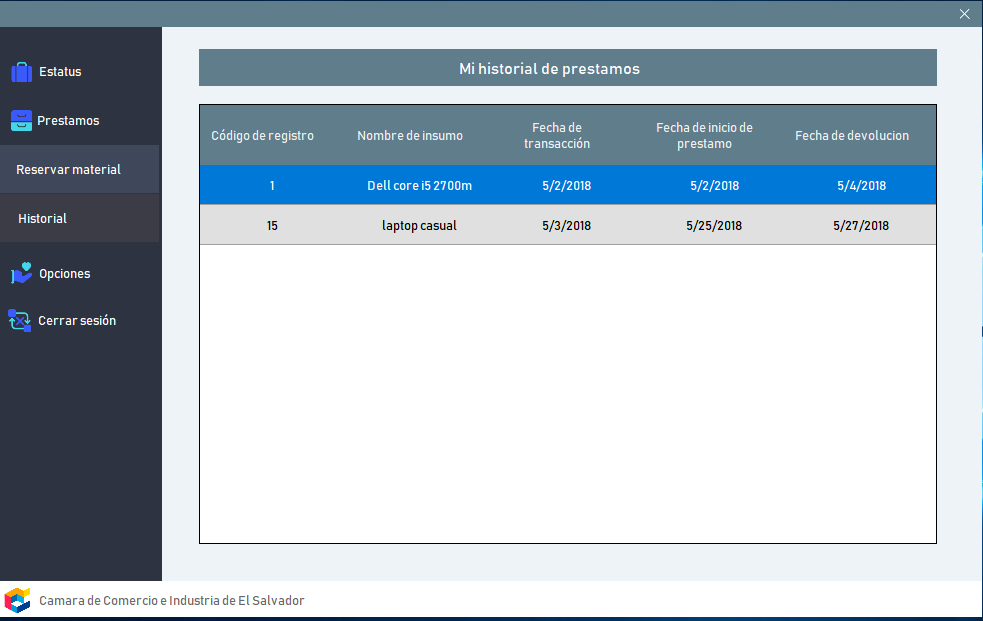 Estatus
Prestamos
Reservar material
Historial
Opciones
Cerrar sesión
Mi historial de prestamos
Código de registro Nombre de insumo Fecha de transacción Fecha de inicio de prestamo Fecha de devolucion
1 Dell core i5 2700m 5/2/2018 5/2/2018 5/4/2018
15 laptop casual 5/3/2018 5/25/2018 5/27/2018
Camara de Comercio e Industria de El Salvador